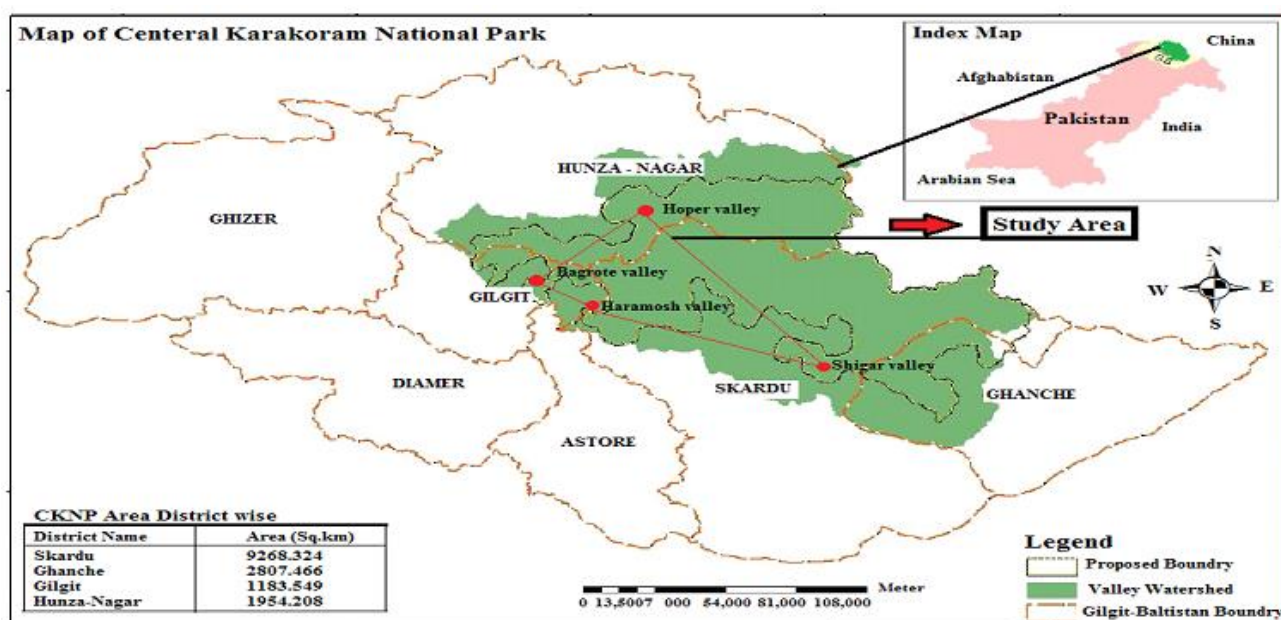 Map of Centeral Karakoram National Park
Index Map
China
GB
Afghabistan
Pakistan
India
Arabian Sea
HUNZA - NAGAR
GHIZER
Hoper valley
Study Area
Bagrote valley
GILGIT
Haramosh valley
N
W E
S
Shigar valley
DIAMER
SKARDU
GHANCHE
ASTORE
CKNP Area District wise
District Name Area (Sq.km)
Skardu 9268.324
Ghanche 2807.466
Gilgit 1183.549
Hunza-Nagar 1954.208
Meter
0 13,5007 000 54,000 81,000 108,000
Legend
Proposed Boundry
Valley Watershed
Gilgit-Baltistan Boundry